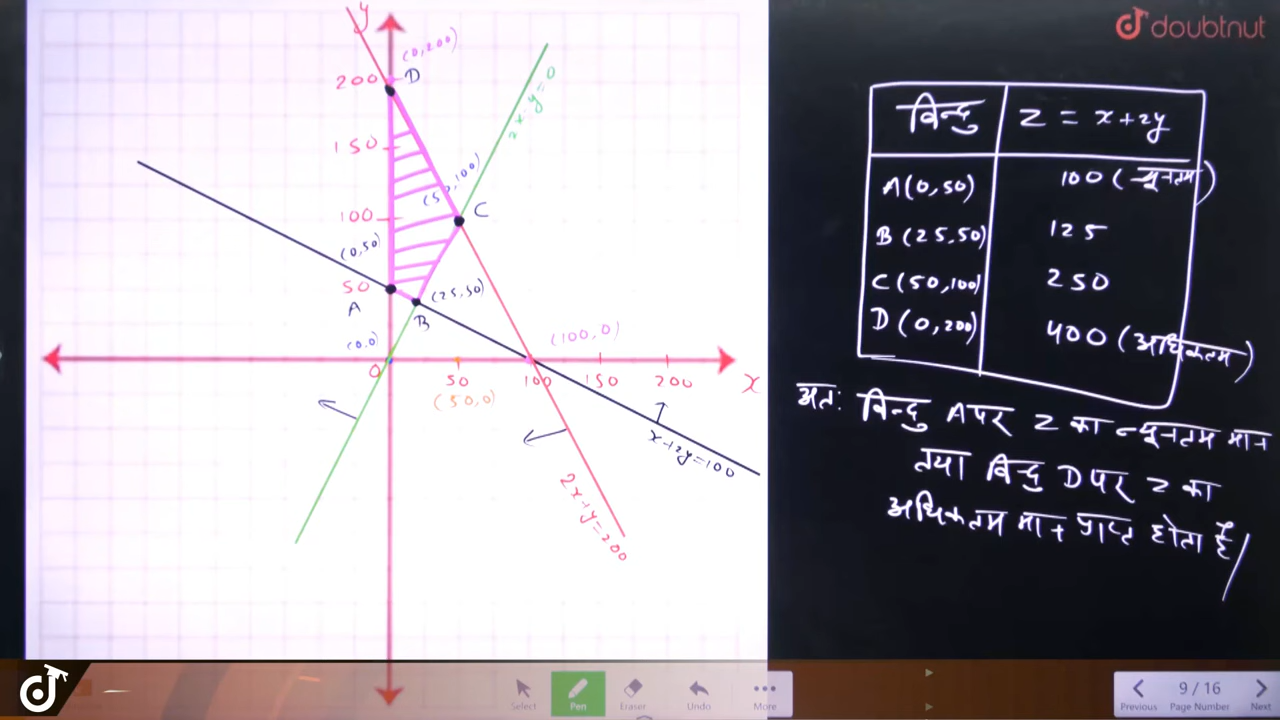 doubtnut
y
(0,200)
D
200
2x-y=0
150
(50,100)
100
C
(0,50)
50
(25,50)
A
B
(0,0)
(100,0)
0
50
100
150
200
x
(50,0)
x+2y=100
2x+y=200
बिन्दु Z = x+2y
A(0,50) 100 (न्यूनतम)
B (25,50) 125
C(50,100) 250
D (0,200) 400 (अधिकतम)
अत: बिन्दु A पर Z का न्यूनतम मान
तथा बिन्दु D पर Z का
अधिकतम मान प्राप्त होता है/
Select
Pen
Eraser
Undo
More
9 / 16
Previous
Page Number
Next